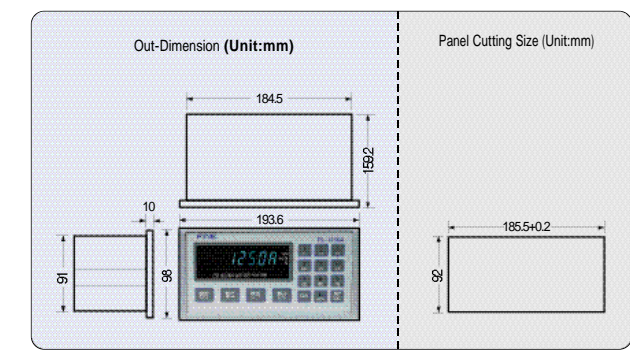 Out-Dimension (Unit:mm)
Panel Cutting Size (Unit:mm)
184.5
159.2
10
193.6
185.5+0.2
91
98
1250A
92